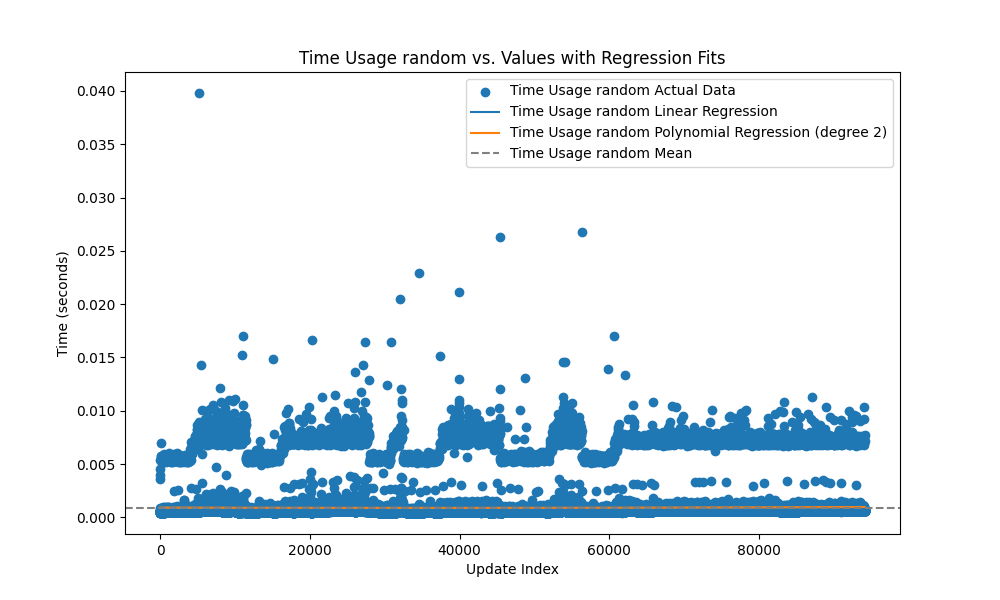 Time Usage random vs. Values with Regression Fits
Time Usage random Actual Data
Time Usage random Linear Regression
Time Usage random Polynomial Regression (degree 2)
Time Usage random Mean
Time (seconds)
0.040
0.035
0.030
0.025
0.020
0.015
0.010
0.005
0.000
0
20000
40000
60000
80000
Update Index